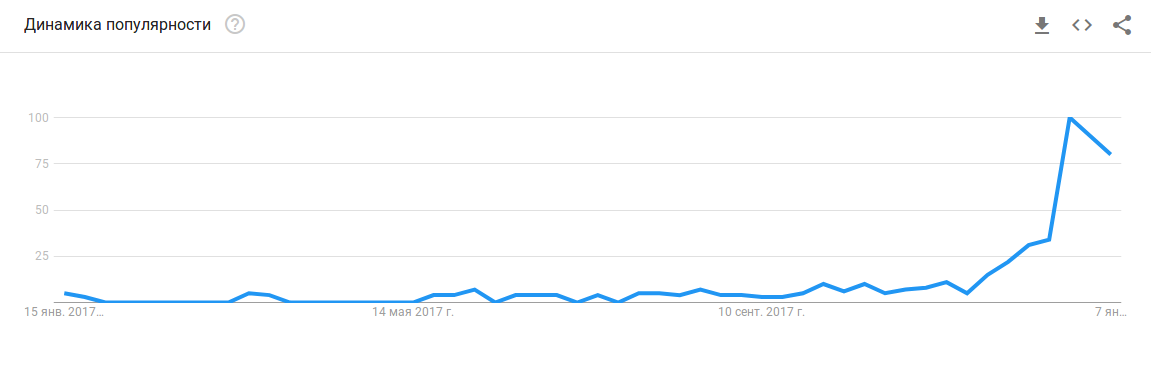 Динамика популярности
100
75
50
25
15 янв. 2017…
14 мая 2017 г.
10 сент. 2017 г.
7 ян…